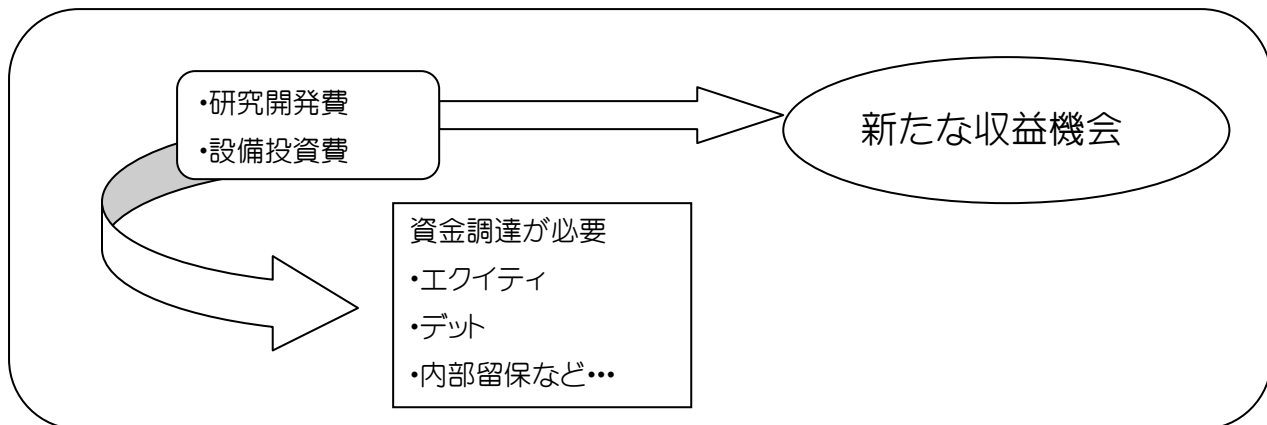 ・研究開発費
・設備投資費
新たな収益機会
資金調達が必要
・エクイティ
・デット
・内部留保など・・・